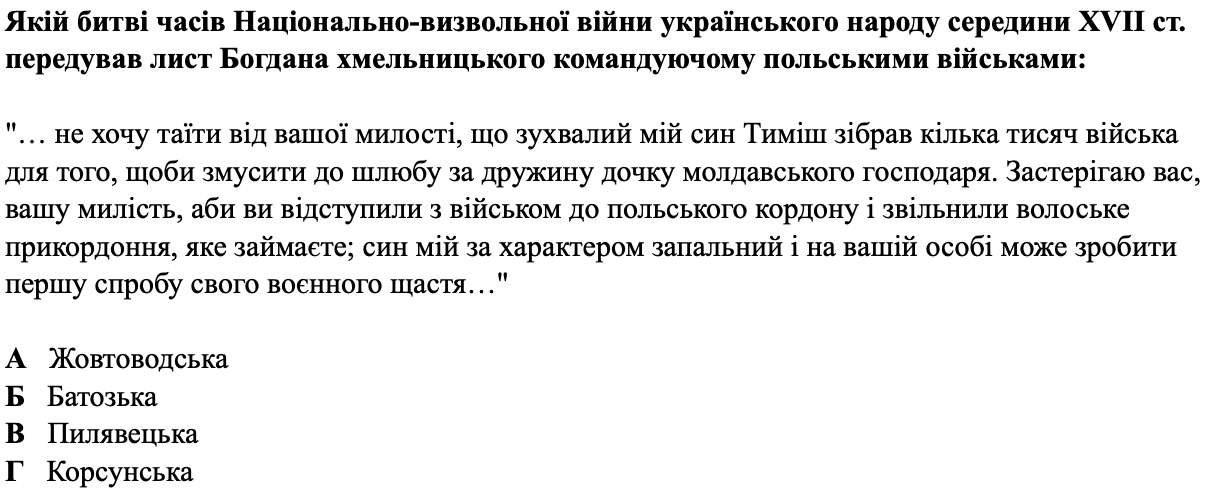 Якій битві часів Національно-визвольної війни українського народу середини XVII ст.
передував лист Богдана хмельницького командуючому польськими військами:
"… не хочу таїти від вашої милості, що зухвалий мій син Тиміш зібрав кілька тисяч війська
для того, щоби змусити до шлюбу за дружину дочку молдавського господаря. Застерігаю вас,
вашу милість, аби ви відступили з військом до польського кордону і звільнили волоське
прикордоння, яке займаєте; син мій за характером запальний і на вашій особі може зробити
першу спробу свого воєнного щастя…"
А Жовтоводська
Б Батозька
В Пилявецька
Г Корсунська